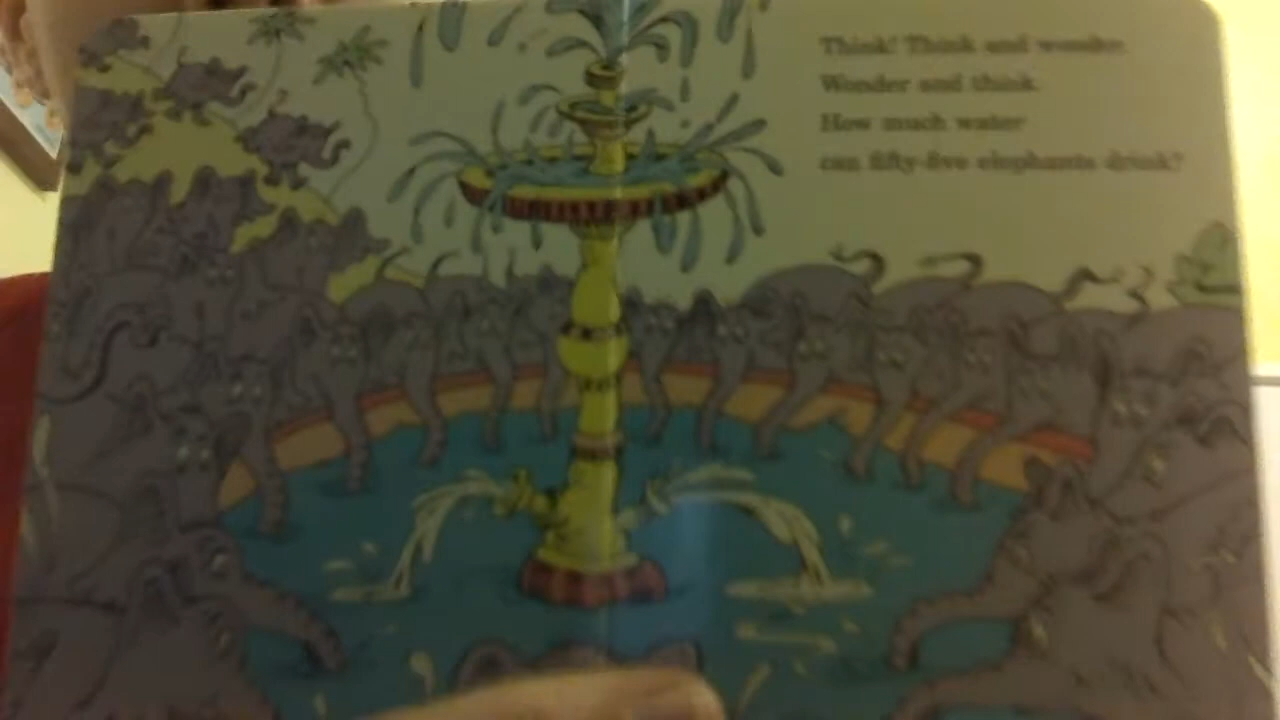 Think! Think and wonder.
Wonder and think.
How much water
can fifty-five elephants drink?